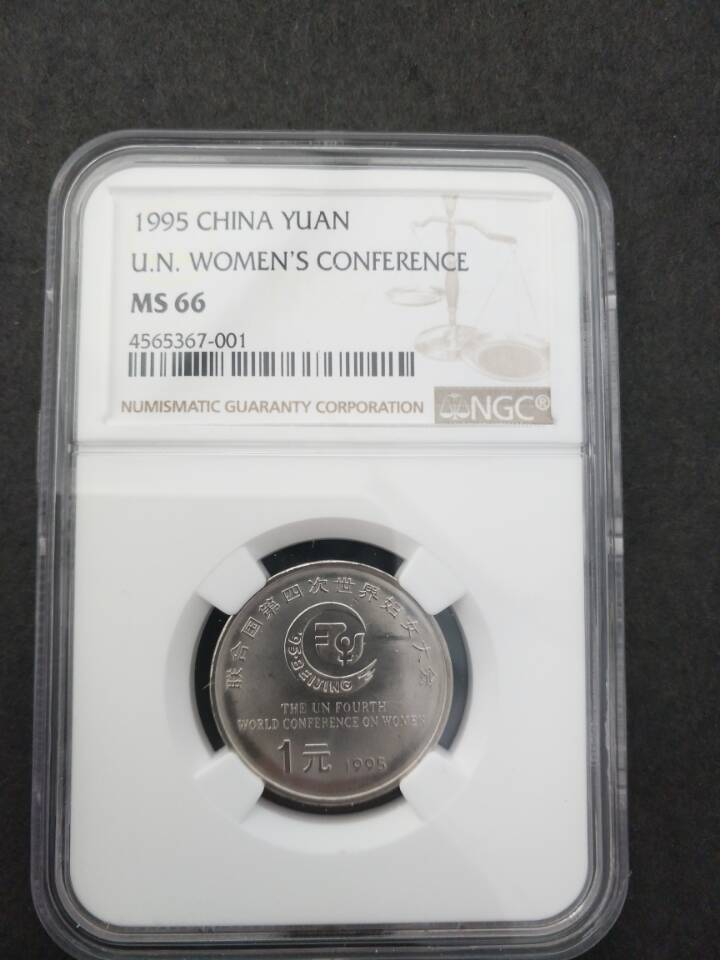 1995 CHINA YUAN
U.N. WOMEN'S CONFERENCE
MS 66
4565367-001
NUMISMATIC GUARANTY CORPORATION NGC®
联合国第四次世界妇女大会
'95·BEIJING
THE UN FOURTH
WORLD CONFERENCE ON WOMEN
1元 1995